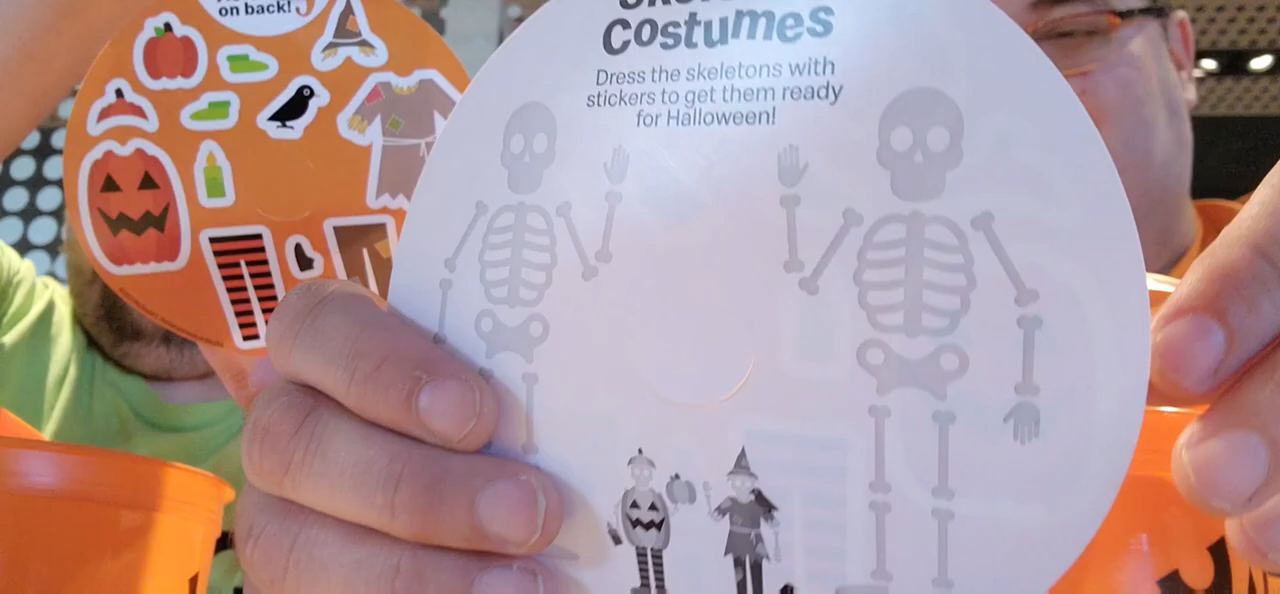 on back!
Costumes
Dress the skeletons with
stickers to get them ready
for Halloween!